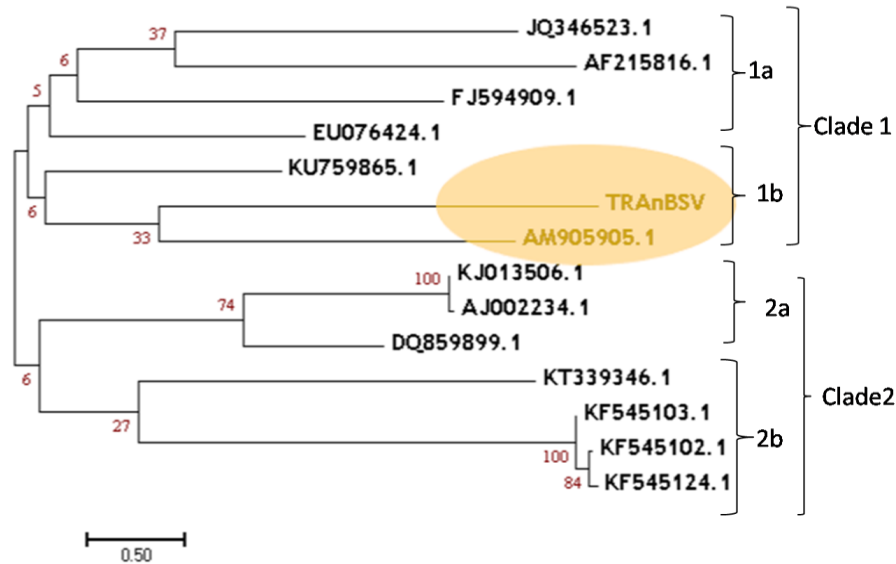 37
JQ346523.1
AF215816.1
6
1a
5
FJ594909.1
Clade 1
EU076424.1
KU759865.1
6
TRAnBSV
1b
33
AM905905.1
100
KJ013506.1
74
AJ002234.1
2a
DQ859899.1
6
KT339346.1
Clade2
27
KF545103.1
100
KF545102.1
2b
84
KF545124.1
0.50